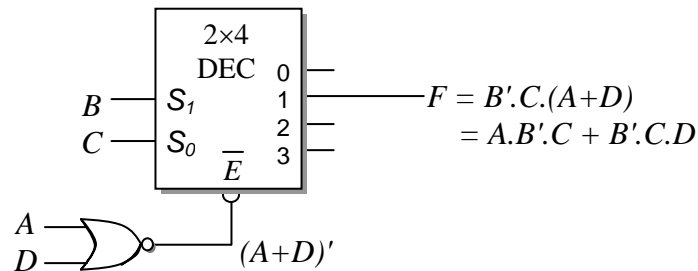 2×4
DEC
0
1
2
3
B
S1
C
S0
E̅
F = B'.C.(A+D)
= A.B'.C + B'.C.D
A
D
(A+D)'